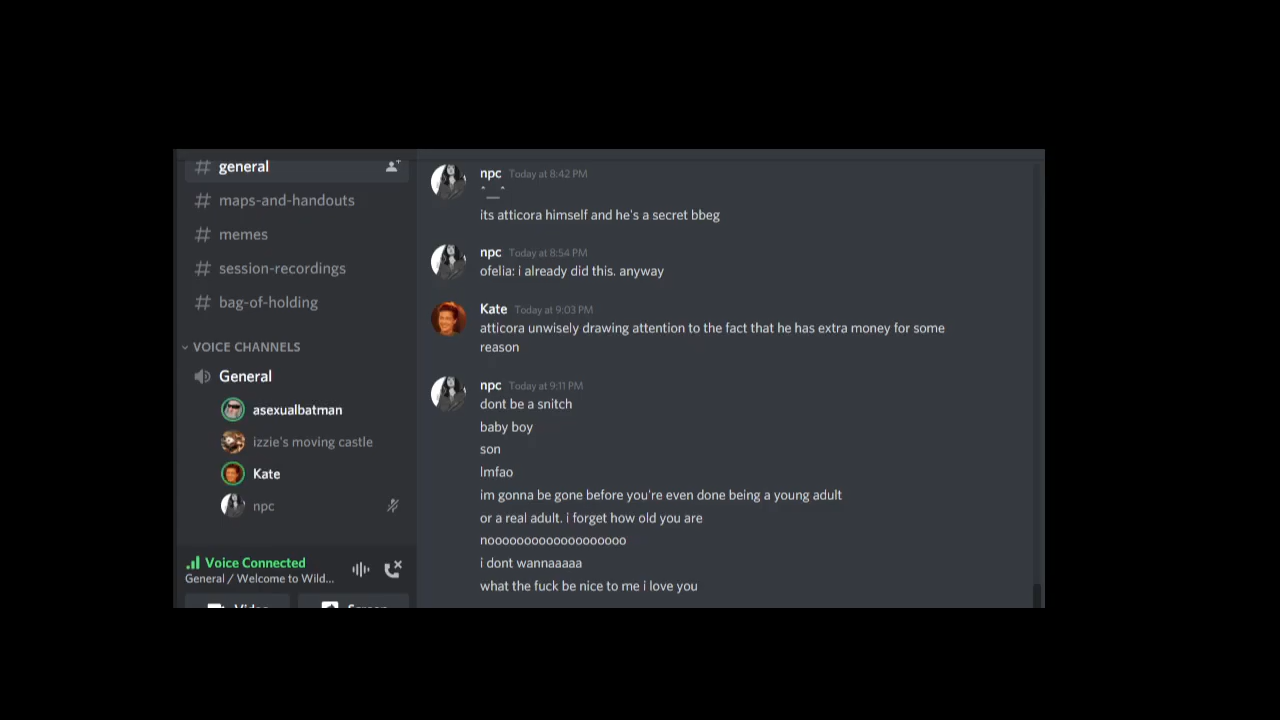 # general
# maps-and-handouts
# memes
# session-recordings
# bag-of-holding
VOICE CHANNELS
General
asexualbatman
izzie's moving castle
Kate
npc
Voice Connected
General / Welcome to Wild...
Video
Screen
npc Today at 8:42 PM
^__^
its atticora himself and he's a secret bbeg
npc Today at 8:54 PM
ofelia: i already did this. anyway
Kate Today at 9:03 PM
atticora unwisely drawing attention to the fact that he has extra money for some
reason
npc Today at 9:11 PM
dont be a snitch
baby boy
son
lmfao
im gonna be gone before you're even done being a young adult
or a real adult. i forget how old you are
nooooooooooooooooooo
i dont wannaaaaa
what the fuck be nice to me i love you